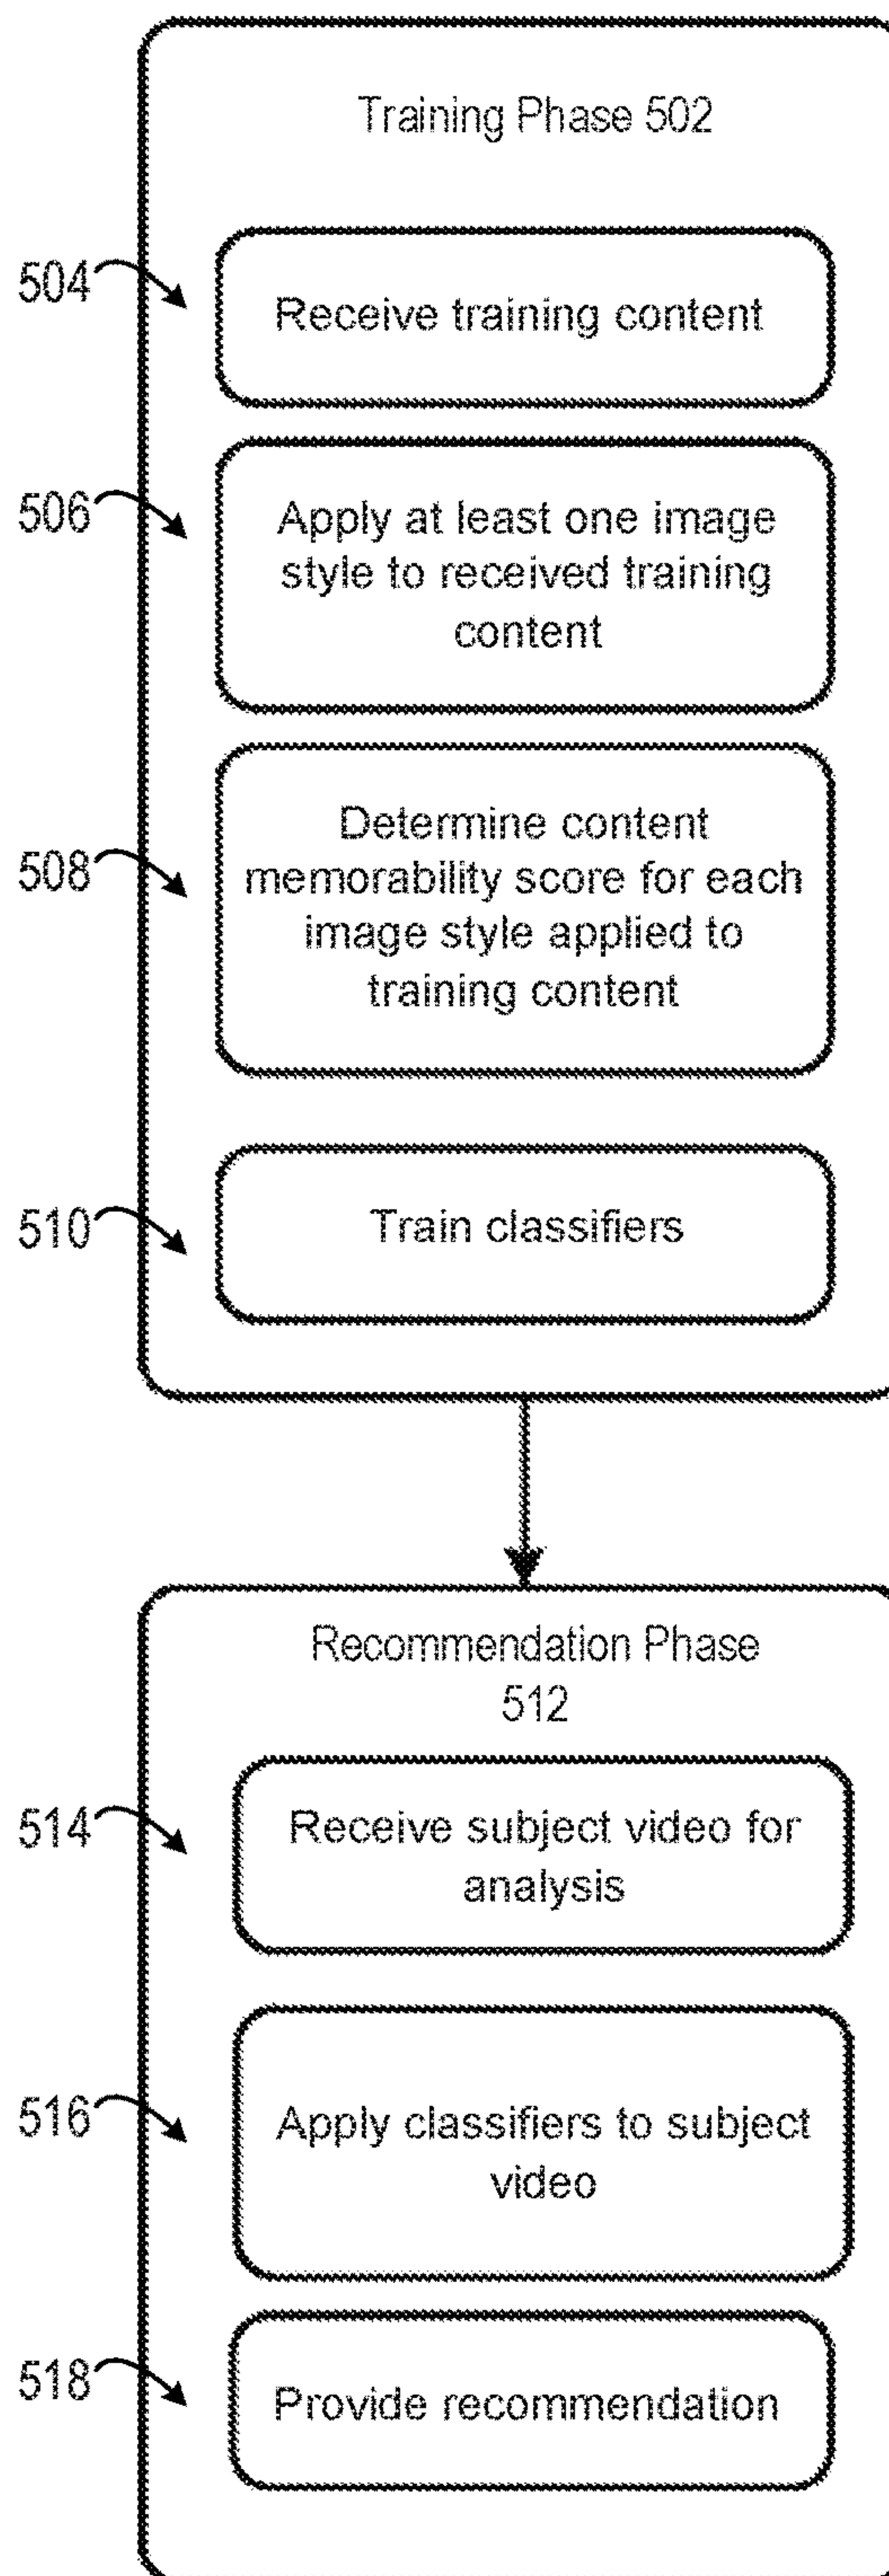 Training Phase 502
504
Receive training content
506
Apply at least one image
style to received training
content
508
Determine content
memorability score for each
image style applied to
training content
510
Train classifiers
Recommendation Phase
512
514
Receive subject video for
analysis
516
Apply classifiers to subject
video
518
Provide recommendation